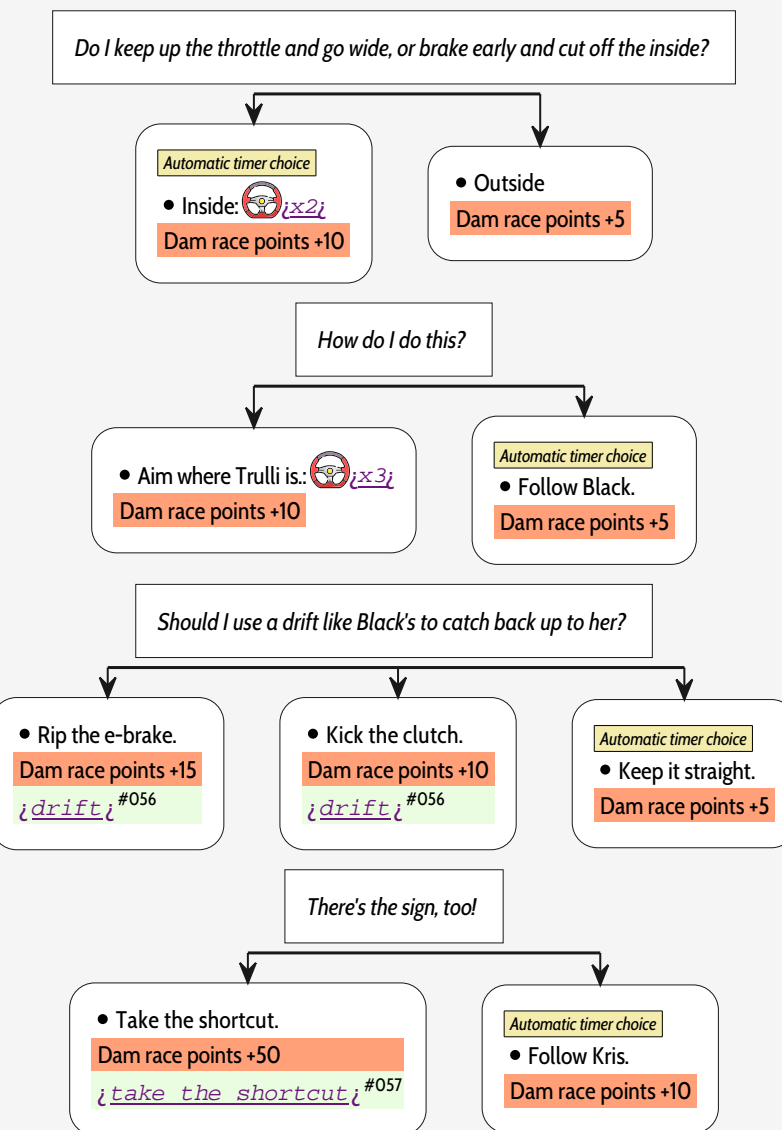 Do I keep up the throttle and go wide, or brake early and cut off the inside?
Automatic timer choice
• Inside: ¿x2¿
Dam race points +10
• Outside
Dam race points +5
How do I do this?
• Aim where Trulli is.: ¿x3¿
Dam race points +10
Automatic timer choice
• Follow Black.
Dam race points +5
Should I use a drift like Black's to catch back up to her?
• Rip the e-brake.
Dam race points +15
¿drift¿#056
• Kick the clutch.
Dam race points +10
¿drift¿#056
Automatic timer choice
• Keep it straight.
Dam race points +5
There's the sign, too!
• Take the shortcut.
Dam race points +50
¿take the shortcut¿#057
Automatic timer choice
• Follow Kris.
Dam race points +10